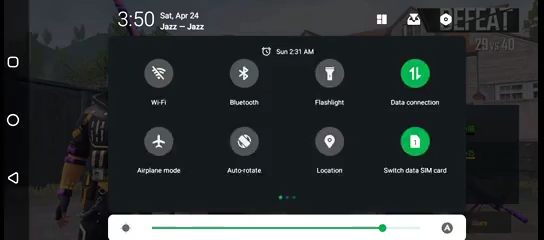 3:50
Sat, Apr 24
Jazz — Jazz
DEFEAT
29 vs 40
Sun 2:31 AM
Wi-Fi
Bluetooth
Flashlight
Data connection
Airplane mode
Auto-rotate
Location
1
Switch data SIM card
A